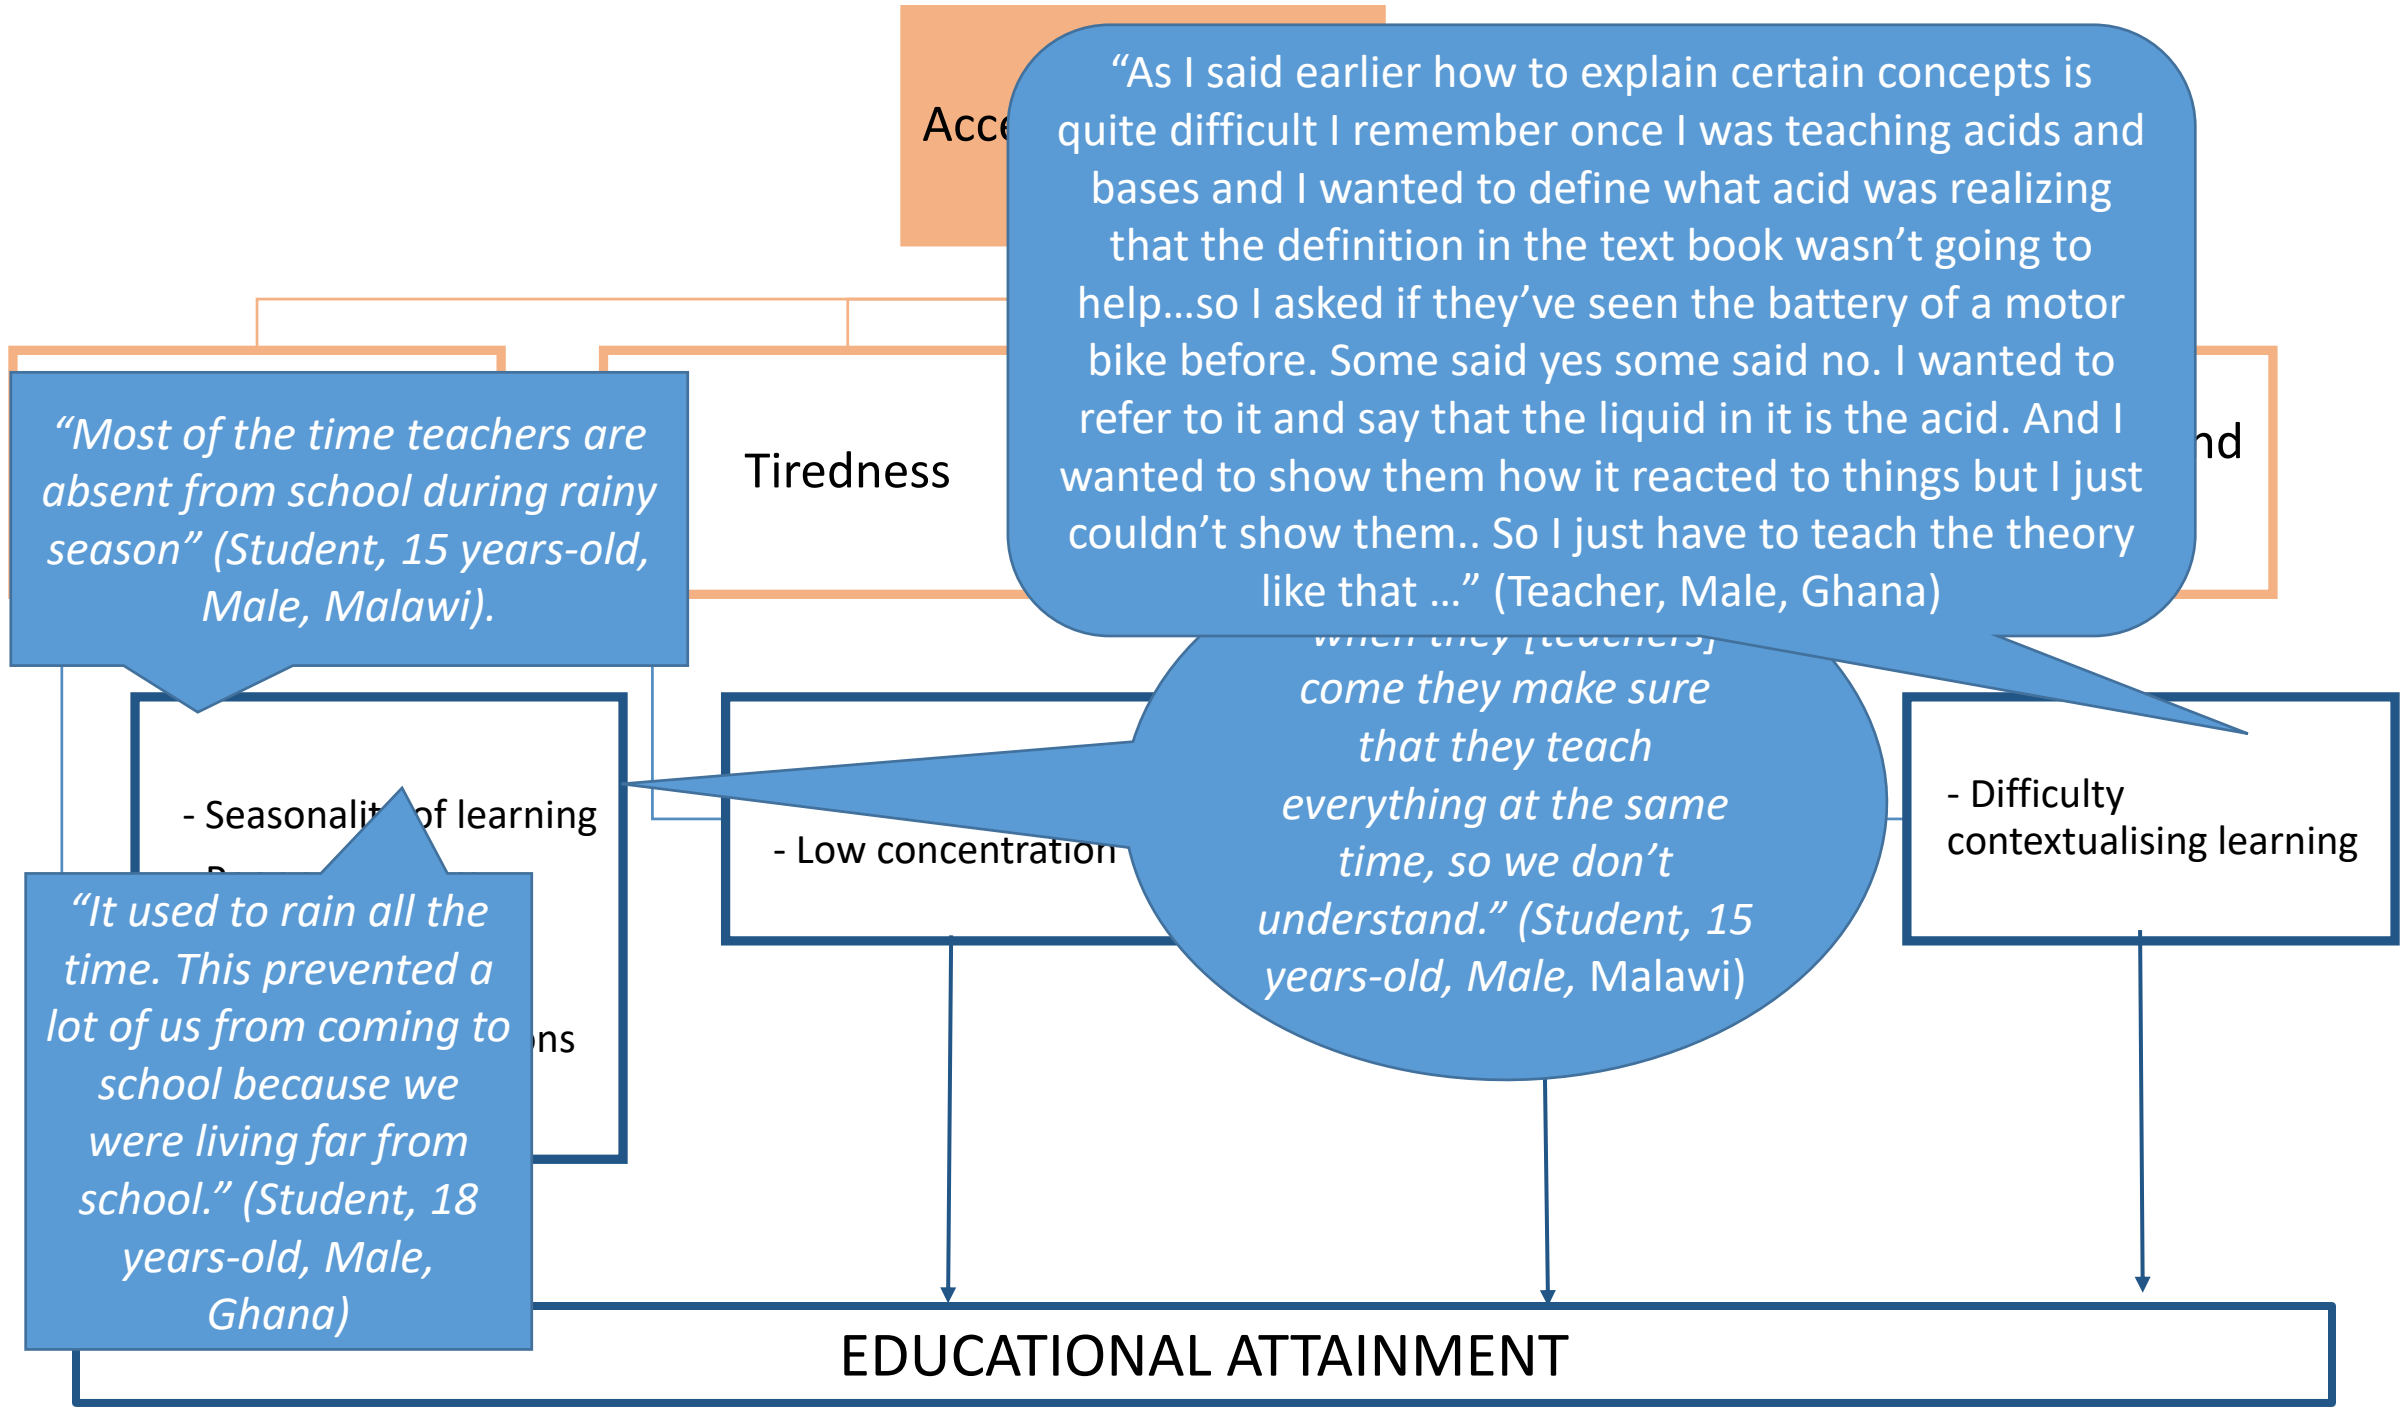 “As I said earlier how to explain certain concepts is
quite difficult I remember once I was teaching acids and
bases and I wanted to define what acid was realizing
that the definition in the text book wasn’t going to
help…so I asked if they’ve seen the battery of a motor
bike before. Some said yes some said no. I wanted to
refer to it and say that the liquid in it is the acid. And I
wanted to show them how it reacted to things but I just
couldn’t show them.. So I just have to teach the theory
like that …” (Teacher, Male, Ghana)
“Most of the time teachers are
absent from school during rainy
season” (Student, 15 years-old,
Male, Malawi).
Tiredness
when they [teachers]
come they make sure
that they teach
everything at the same
time, so we don’t
understand.” (Student, 15
years-old, Male, Malawi)
- Seasonality of learning
- Low concentration
- Difficulty
contextualising learning
“It used to rain all the
time. This prevented a
lot of us from coming to
school because we
were living far from
school.” (Student, 18
years-old, Male,
Ghana)
EDUCATIONAL ATTAINMENT